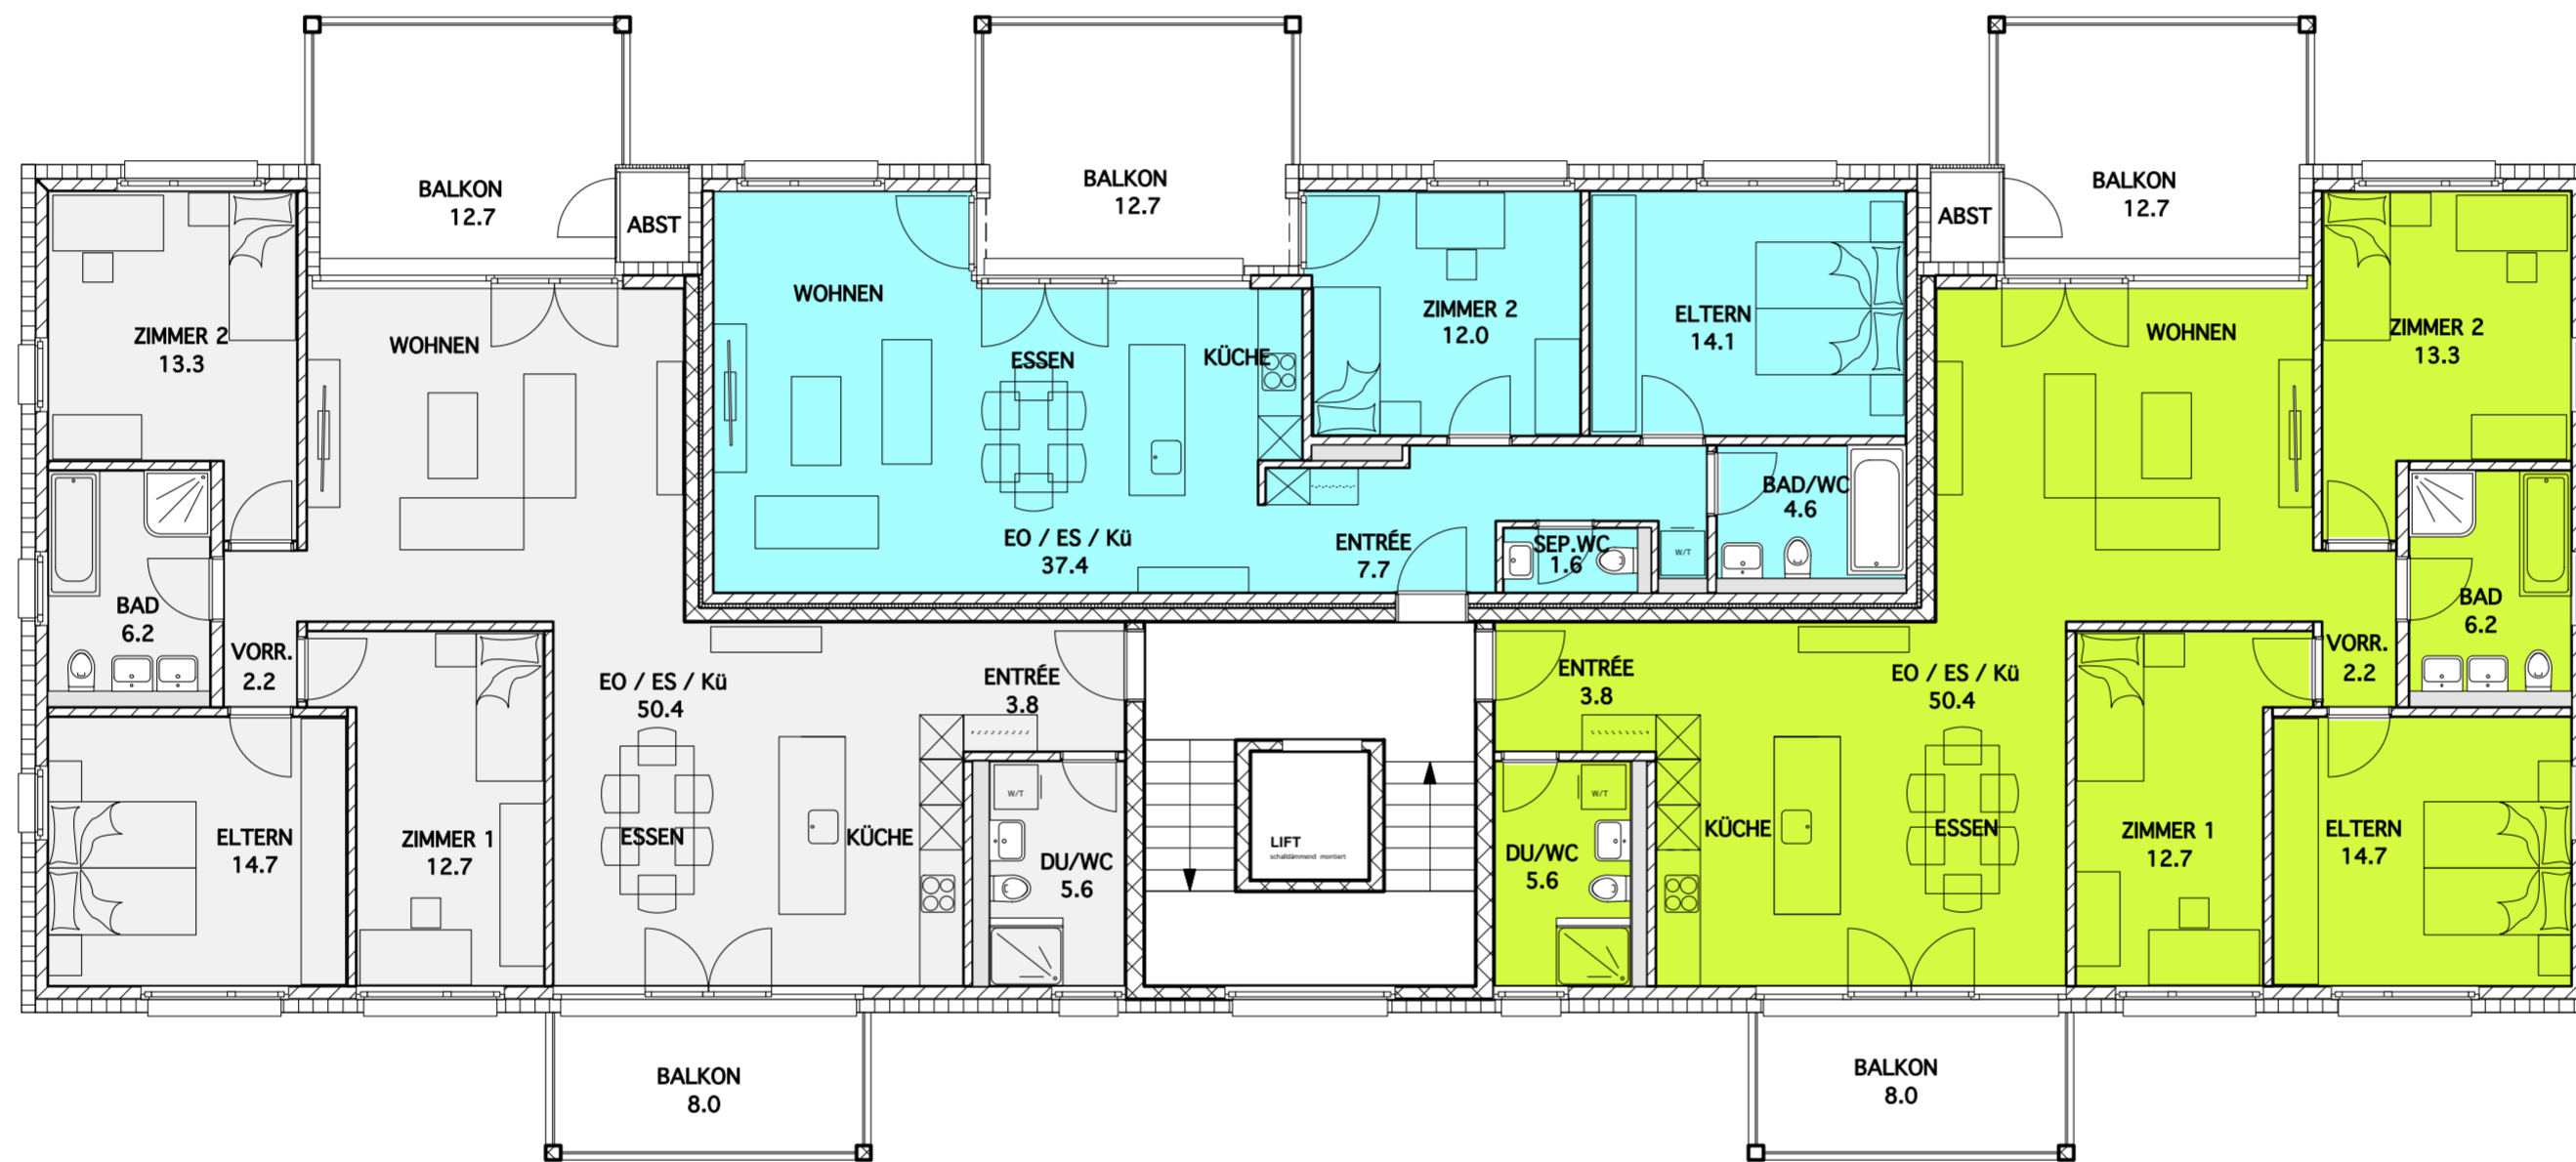 BALKON
12.7
ABST
BALKON
12.7
ABST
BALKON
12.7
ZIMMER 2
13.3
WOHNEN
WOHNEN
ESSEN
KÜCHE
ZIMMER 2
12.0
ELTERN
14.1
WOHNEN
ZIMMER 2
13.3
EO / ES / Kü
37.4
ENTRÉE
7.7
SEP.WC
1.6
W/T
BAD/WC
4.6
BAD
6.2
VORR.
2.2
EO / ES / Kü
50.4
ENTRÉE
3.8
ENTRÉE
3.8
EO / ES / Kü
50.4
VORR.
2.2
BAD
6.2
ELTERN
14.7
ZIMMER 1
12.7
ESSEN
KÜCHE
W/T
DU/WC
5.6
LIFT
schalldämmend montiert
W/T
DU/WC
5.6
KÜCHE
ESSEN
ZIMMER 1
12.7
ELTERN
14.7
BALKON
8.0
BALKON
8.0